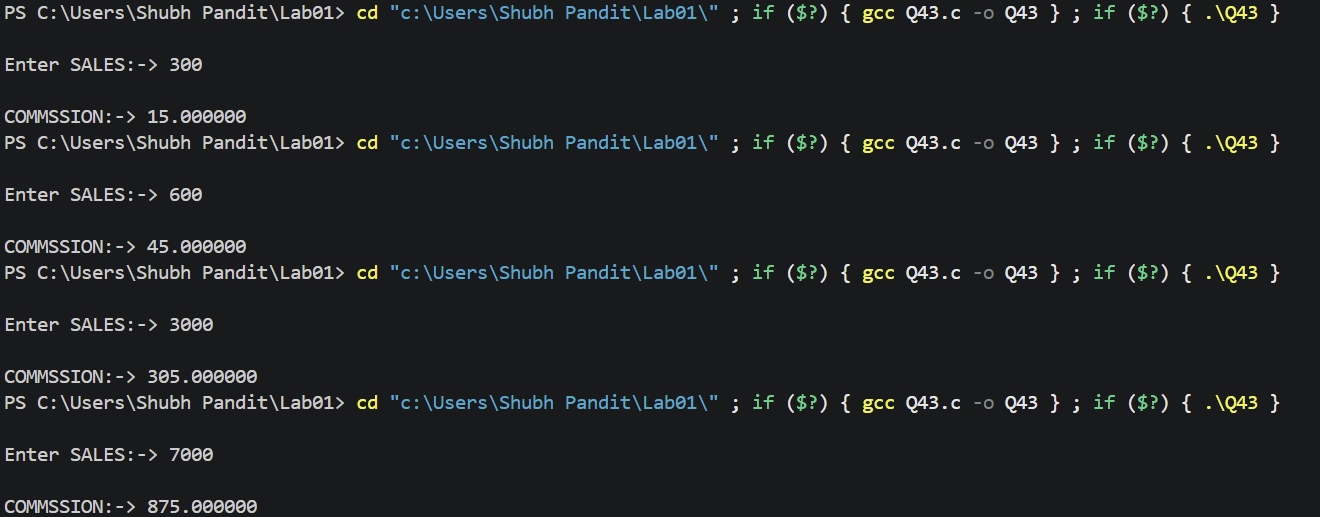 PS C:\Users\Shubh Pandit\Lab01> cd "c:\Users\Shubh Pandit\Lab01\" ; if ($?) { gcc Q43.c -o Q43 } ; if ($?) { .\Q43 }
Enter SALES:-> 300
COMMSSION:-> 15.000000
PS C:\Users\Shubh Pandit\Lab01> cd "c:\Users\Shubh Pandit\Lab01\" ; if ($?) { gcc Q43.c -o Q43 } ; if ($?) { .\Q43 }
Enter SALES:-> 600
COMMSSION:-> 45.000000
PS C:\Users\Shubh Pandit\Lab01> cd "c:\Users\Shubh Pandit\Lab01\" ; if ($?) { gcc Q43.c -o Q43 } ; if ($?) { .\Q43 }
Enter SALES:-> 3000
COMMSSION:-> 305.000000
PS C:\Users\Shubh Pandit\Lab01> cd "c:\Users\Shubh Pandit\Lab01\" ; if ($?) { gcc Q43.c -o Q43 } ; if ($?) { .\Q43 }
Enter SALES:-> 7000
COMMSSION:-> 875.000000